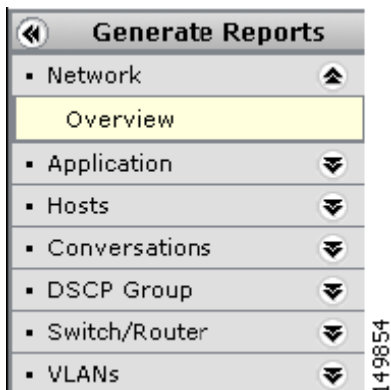 Generate Reports
Network
Overview
Application
Hosts
Conversations
DSCP Group
Switch/Router
VLANs
149854